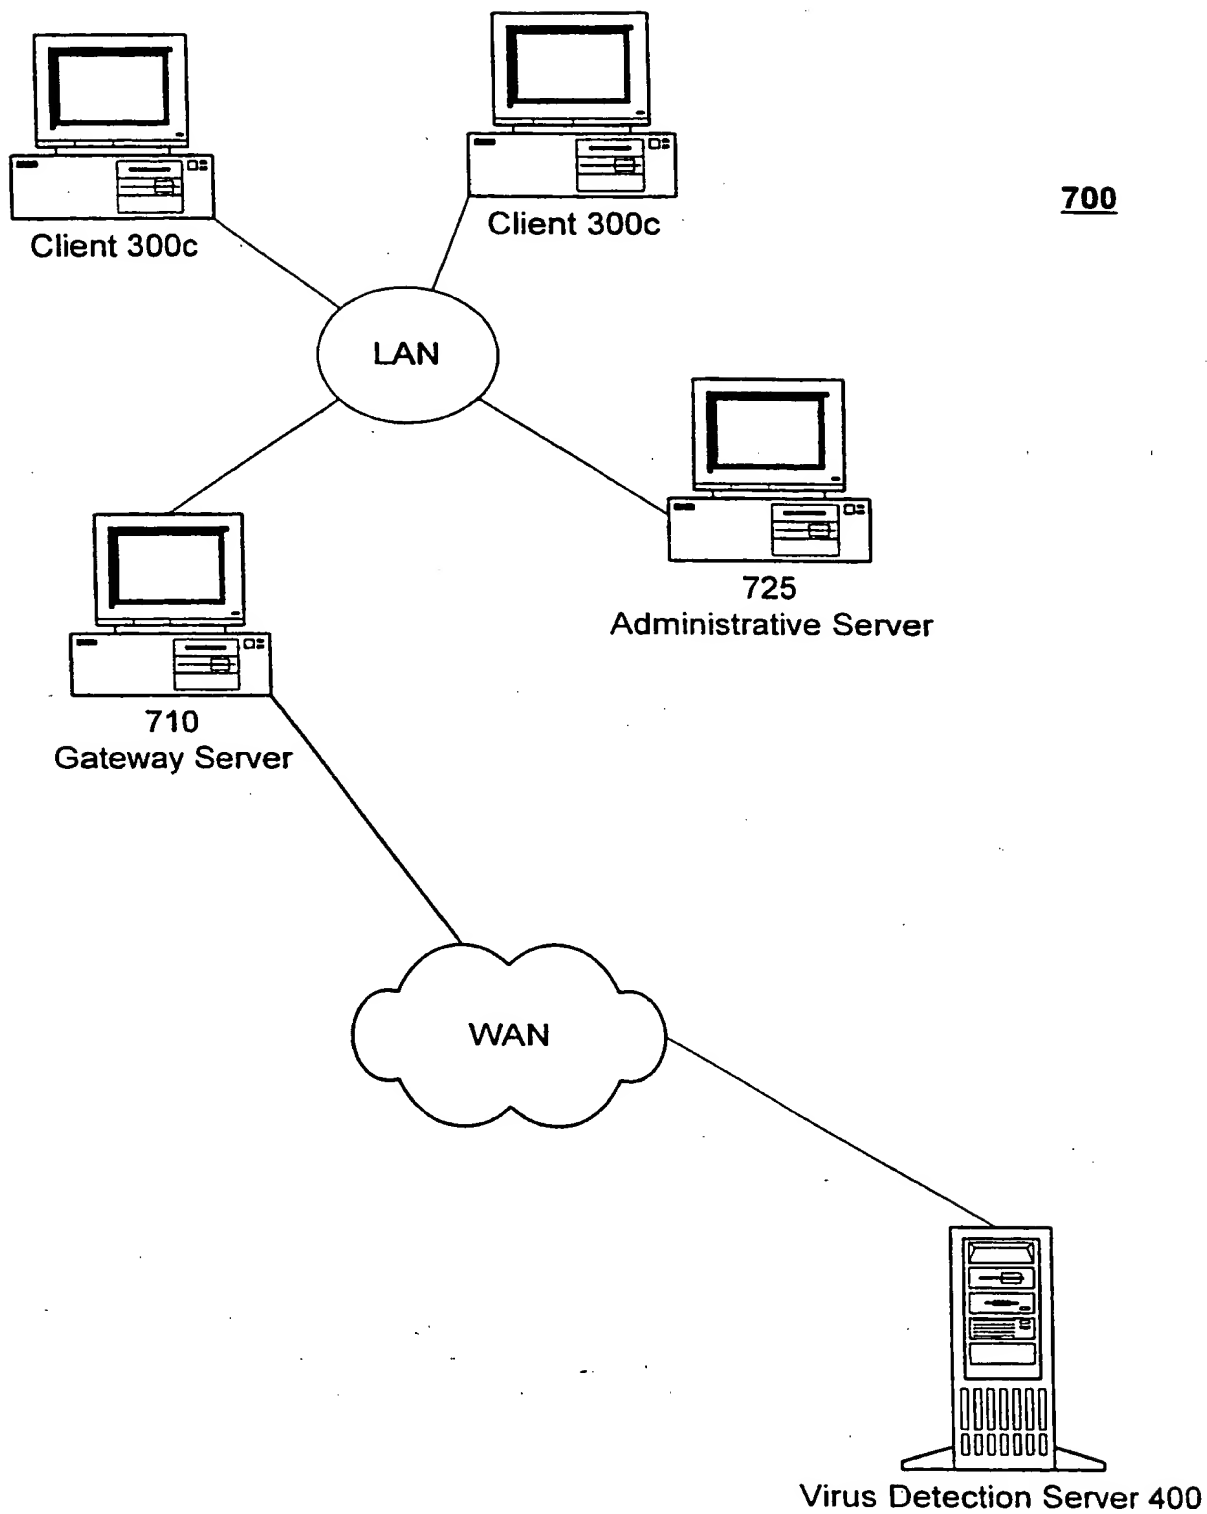 700
Client 300c
Client 300c
LAN
725
Administrative Server
710
Gateway Server
WAN
Virus Detection Server 400